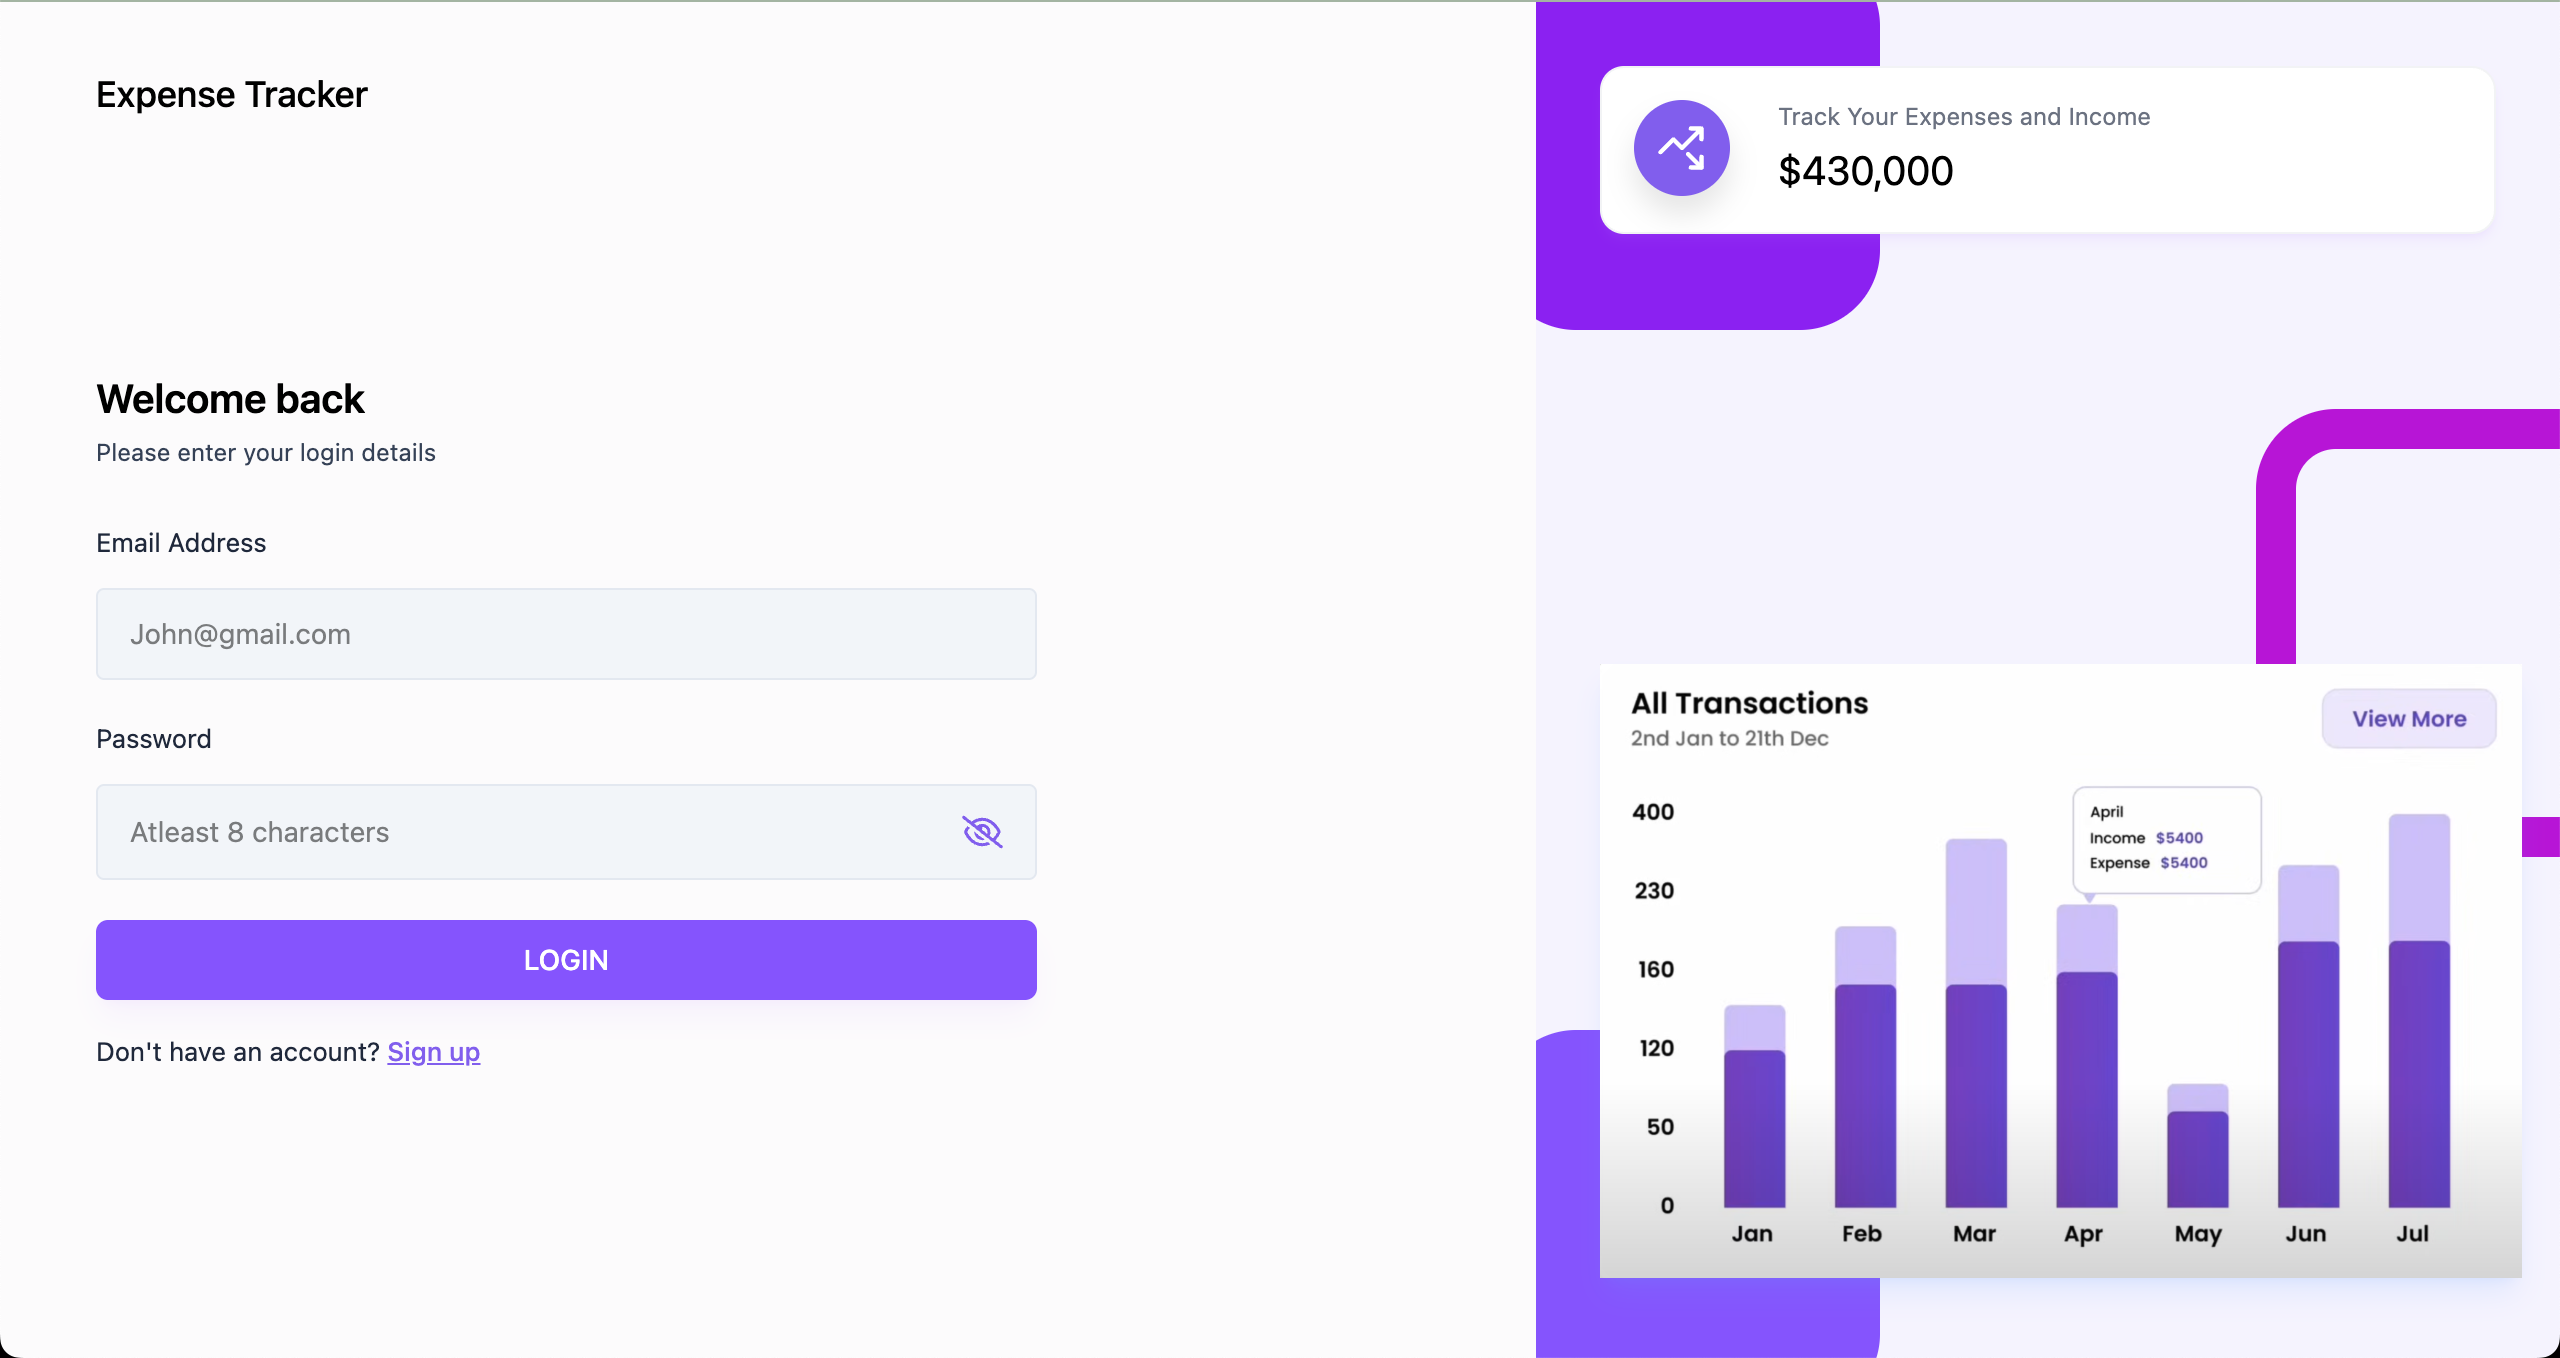 Expense Tracker
Welcome back
Please enter your login details
Email Address
John@gmail.com
Password
Atleast 8 characters
LOGIN
Don't have an account? Sign up
Track Your Expenses and Income
$430,000
All Transactions
2nd Jan to 21th Dec
View More
April
Income $5400
Expense $5400
400
230
160
120
50
0
Jan Feb Mar Apr May Jun Jul